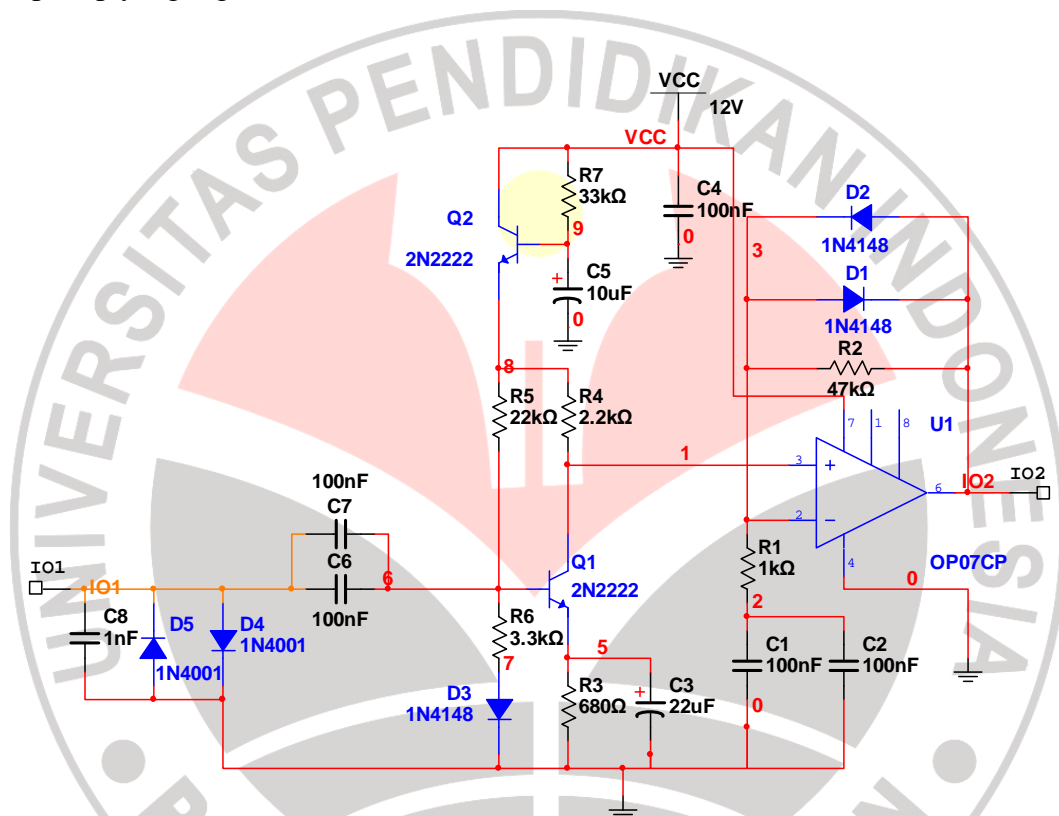 UNIVERSITAS PENDIDIKAN INDONESIA
VCC
12V
VCC
R7
33kΩ
C4
100nF
0
D2
1N4148
Q2
2N2222
9
3
C5
10uF
0
D1
1N4148
R2
47kΩ
8
R5
22kΩ
R4
2.2kΩ
7
1
8
U1
1
3
+
6
IO2
IO2
2
−
4
OP07CP
0
100nF
C7
C6
100nF
6
Q1
2N2222
R1
1kΩ
2
IO1
IO1
C8
1nF
D5
1N4001
D4
1N4001
R6
3.3kΩ
7
5
D3
1N4148
R3
680Ω
+
C3
22uF
C1
100nF
C2
100nF
0